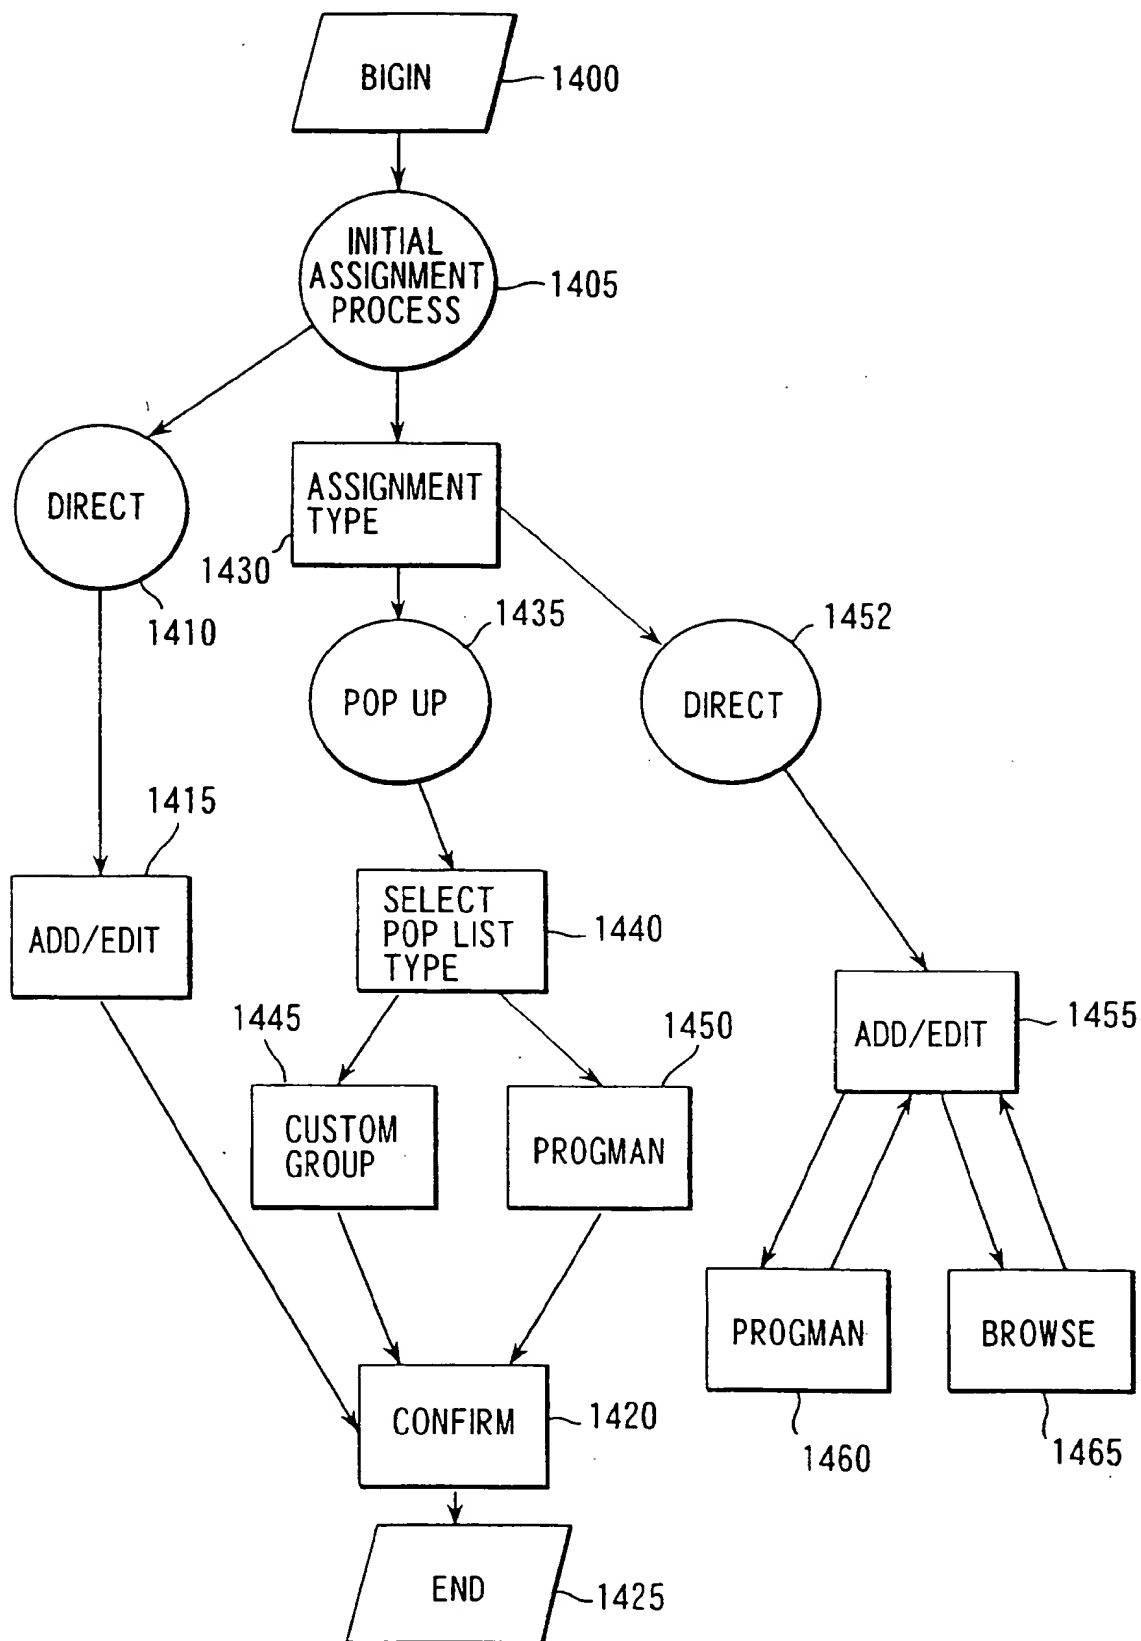 BIGIN
1400
INITIAL
ASSIGNMENT
PROCESS
1405
DIRECT
1410
ASSIGNMENT
TYPE
1430
1435
POP UP
1452
DIRECT
1415
ADD/EDIT
SELECT
POP LIST
TYPE
1440
1445
CUSTOM
GROUP
1450
PROGMAN
ADD/EDIT
1455
PROGMAN
1460
BROWSE
1465
CONFIRM
1420
END
1425